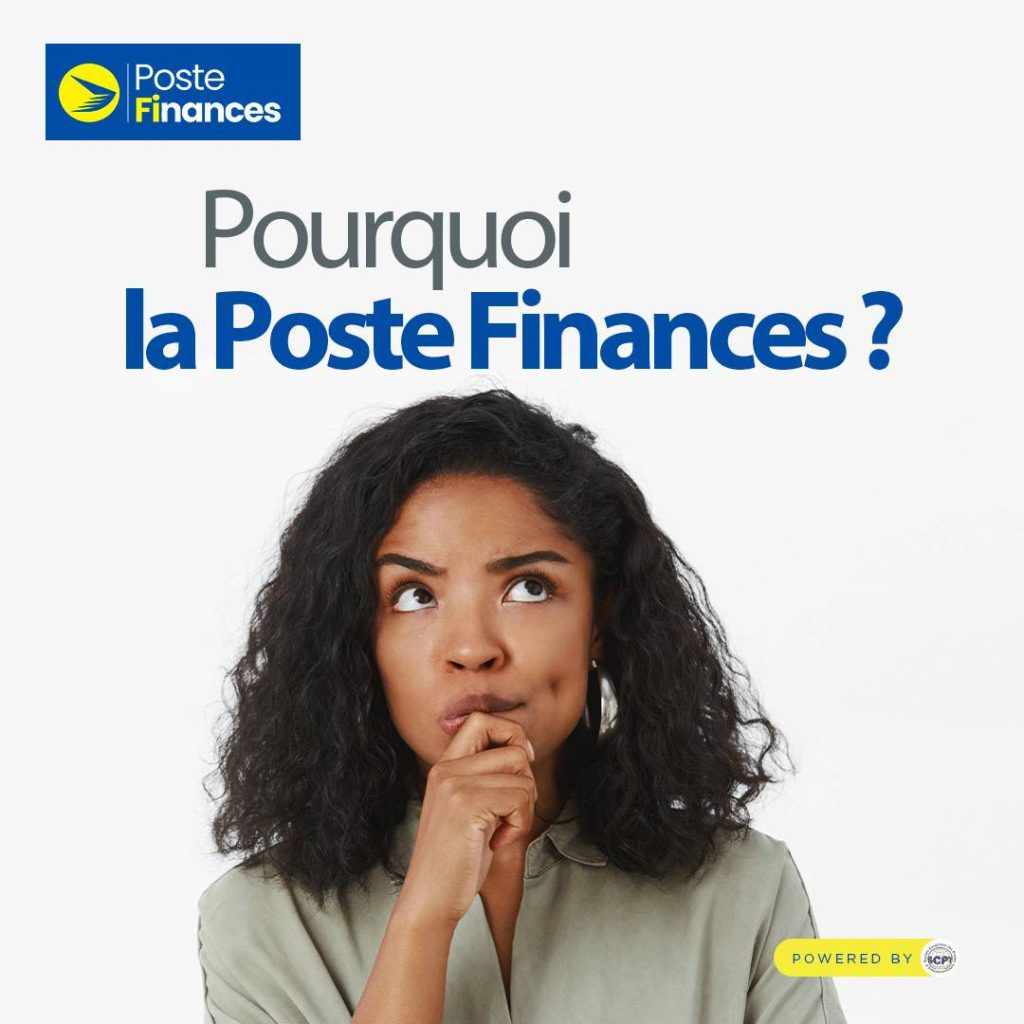 Poste
Finances
Pourquoi
la Poste Finances ?
POWERED BY